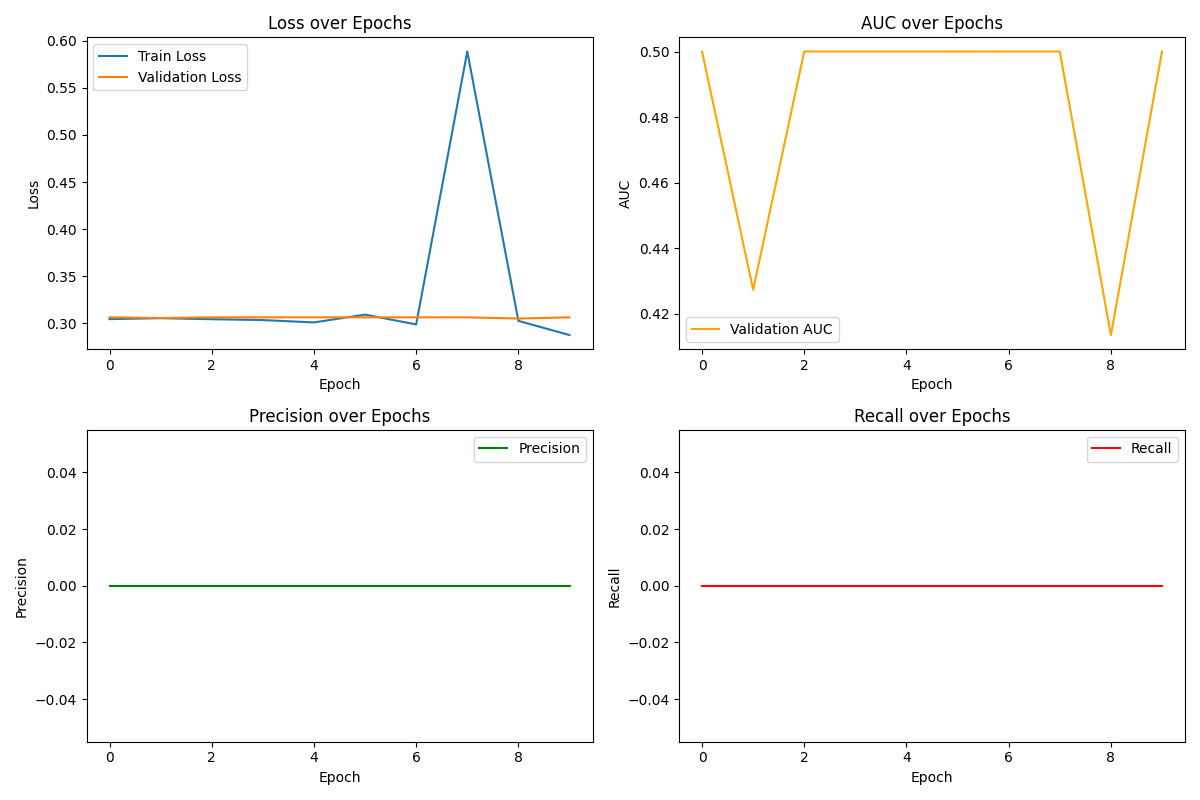 Loss over Epochs
0.60
0.55
0.50
0.45
0.40
0.35
0.30
Loss
Train Loss
Validation Loss
0 2 4 6 8
Epoch
AUC over Epochs
0.50
0.48
0.46
0.44
0.42
AUC
Validation AUC
0 2 4 6 8
Epoch
Precision over Epochs
0.04
0.02
0.00
−0.02
−0.04
Precision
Precision
0 2 4 6 8
Epoch
Recall over Epochs
0.04
0.02
0.00
−0.02
−0.04
Recall
Recall
0 2 4 6 8
Epoch